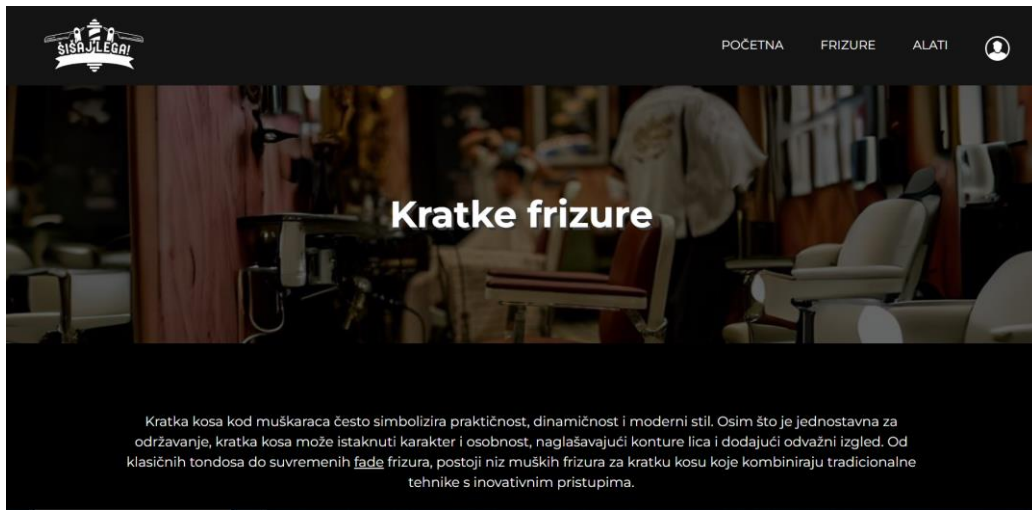 ŠIŠAJ LEGA!
POČETNA FRIZURE ALATI
Kratke frizure
Kratka kosa kod muškaraca često simbolizira praktičnost, dinamičnost i moderni stil. Osim što je jednostavna za
održavanje, kratka kosa može istaknuti karakter i osobnost, naglašavajući konture lica i dodajući odvažni izgled. Od
klasičnih tondosa do suvremenih fade frizura, postoji niz muških frizura za kratku kosu koje kombiniraju tradicionalne
tehnike s inovativnim pristupima.